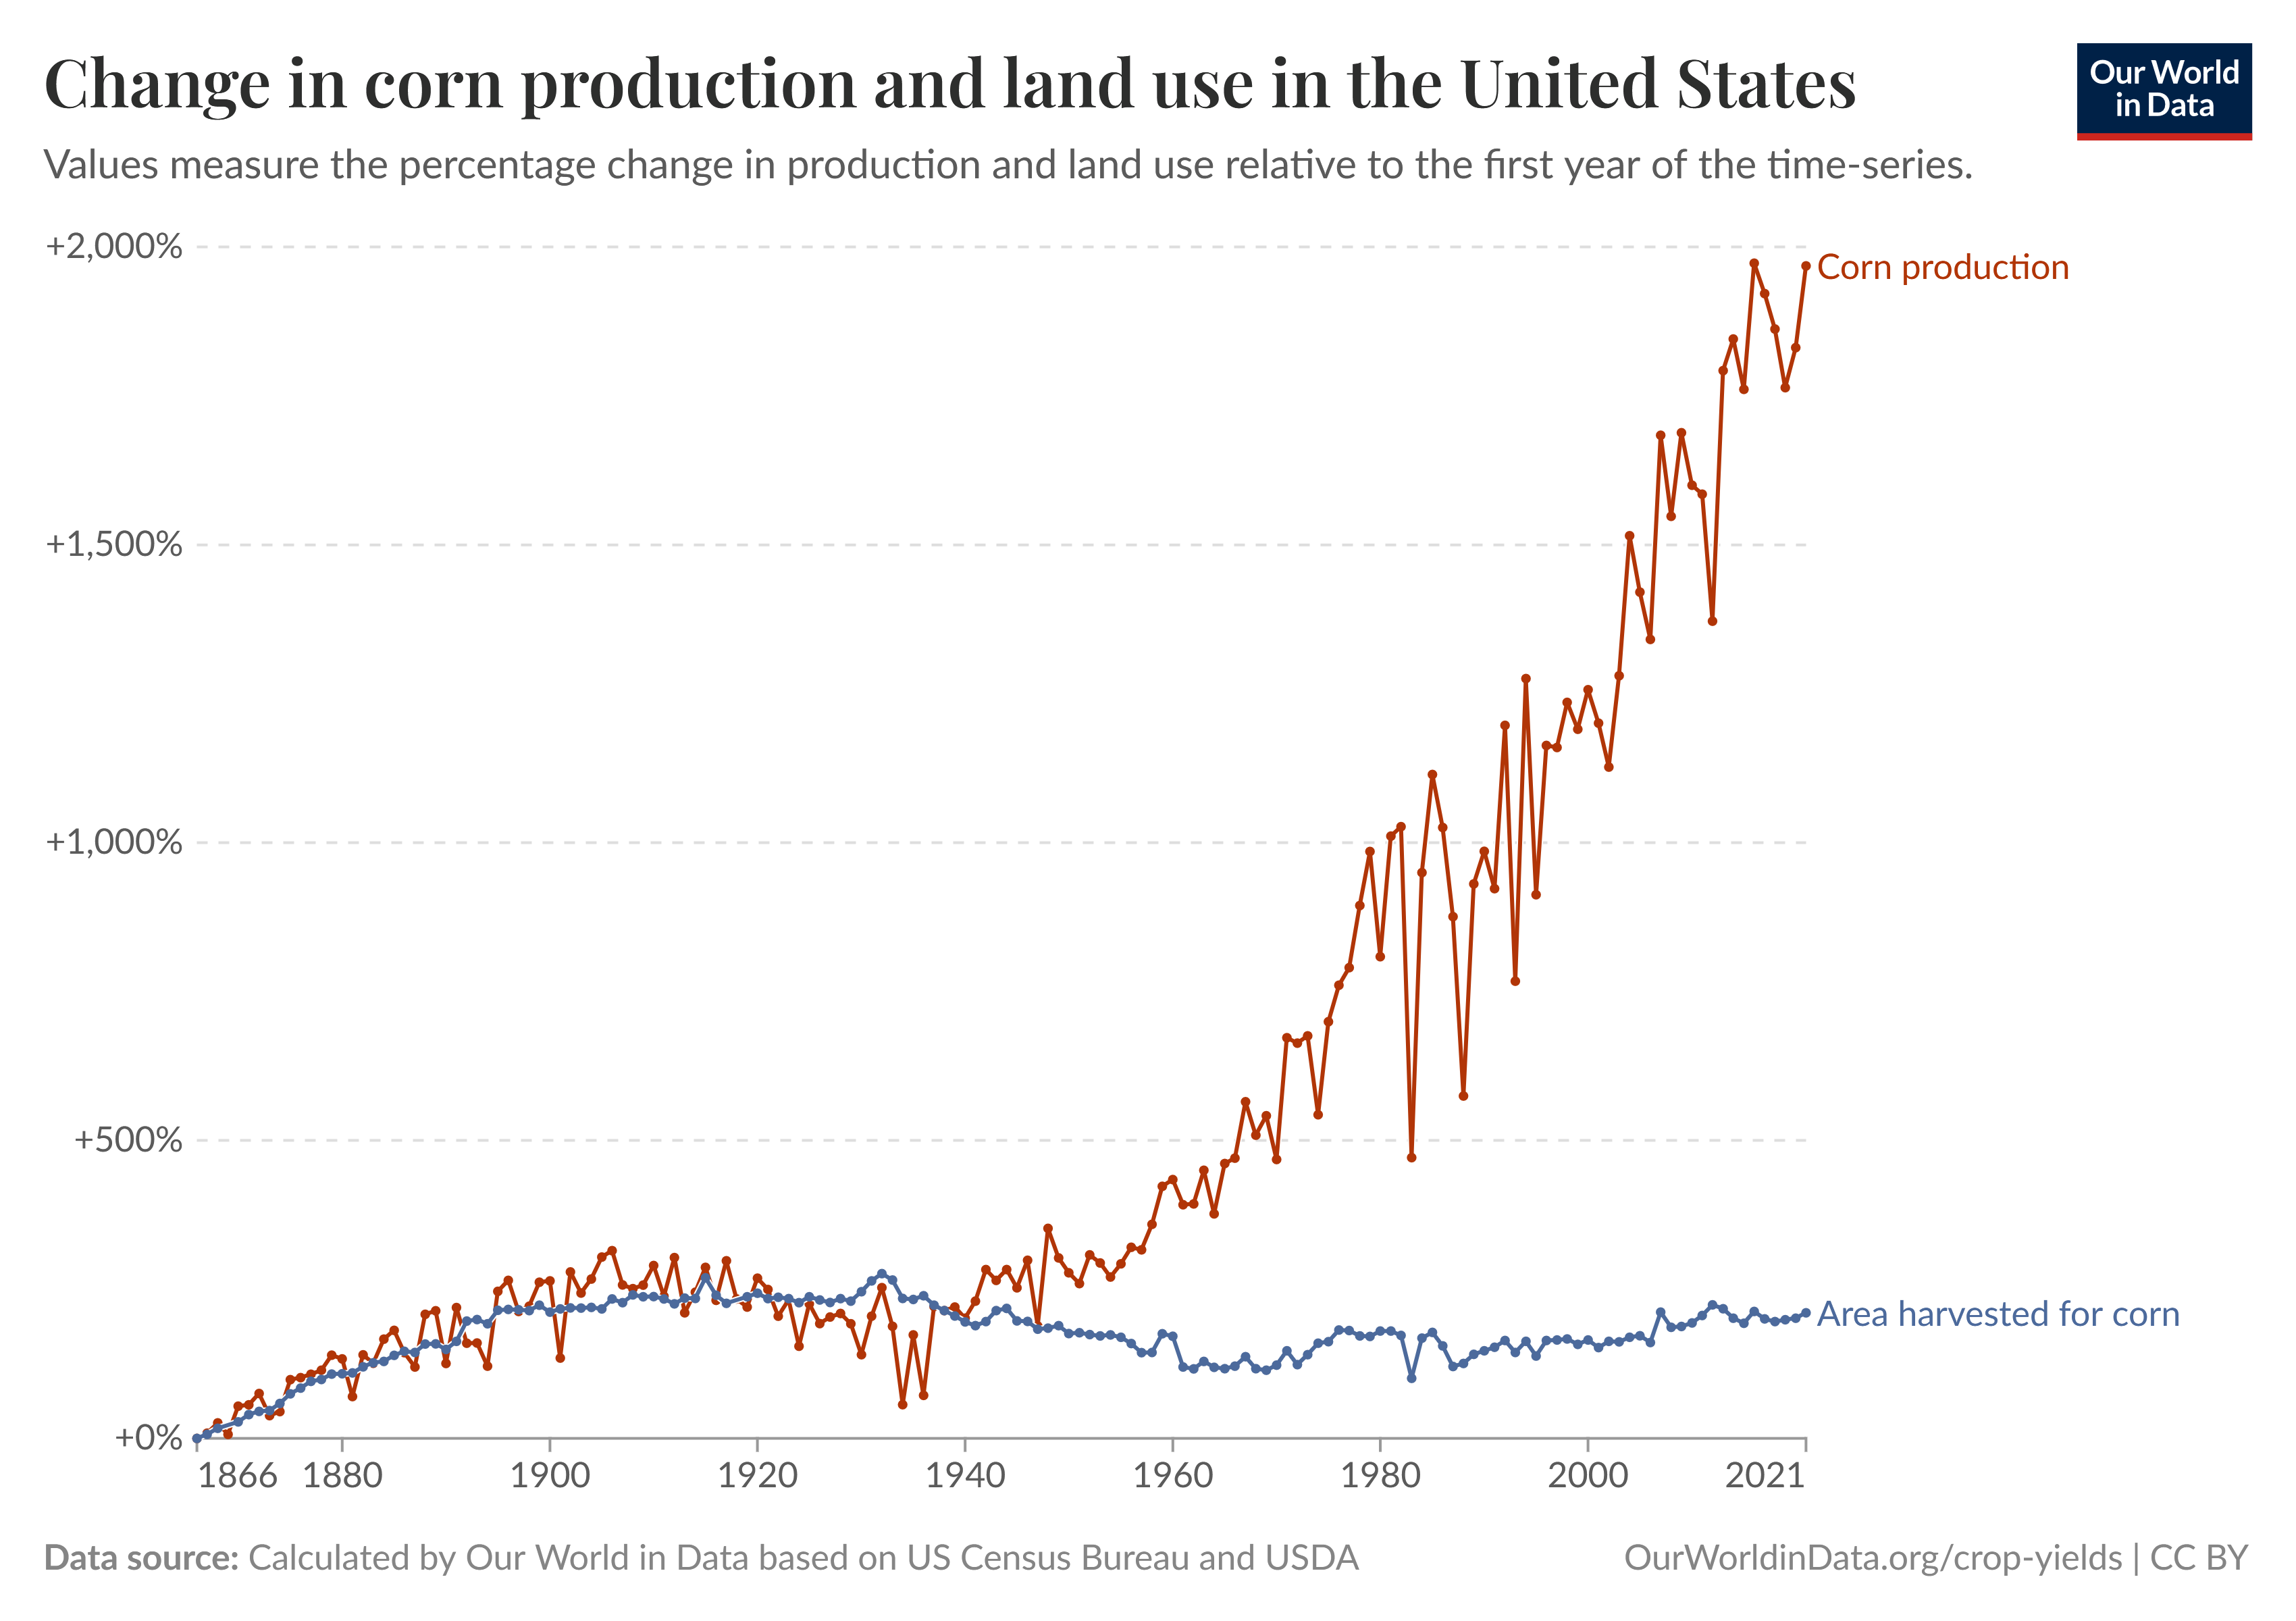 Change in corn production and land use in the United States
Our World
in Data
Values measure the percentage change in production and land use relative to the first year of the time-series.
+2,000%
Corn production
+1,500%
+1,000%
+500%
Area harvested for corn
+0%
1866 1880 1900 1920 1940 1960 1980 2000 2021
Data source: Calculated by Our World in Data based on US Census Bureau and USDA
OurWorldinData.org/crop-yields | CC BY